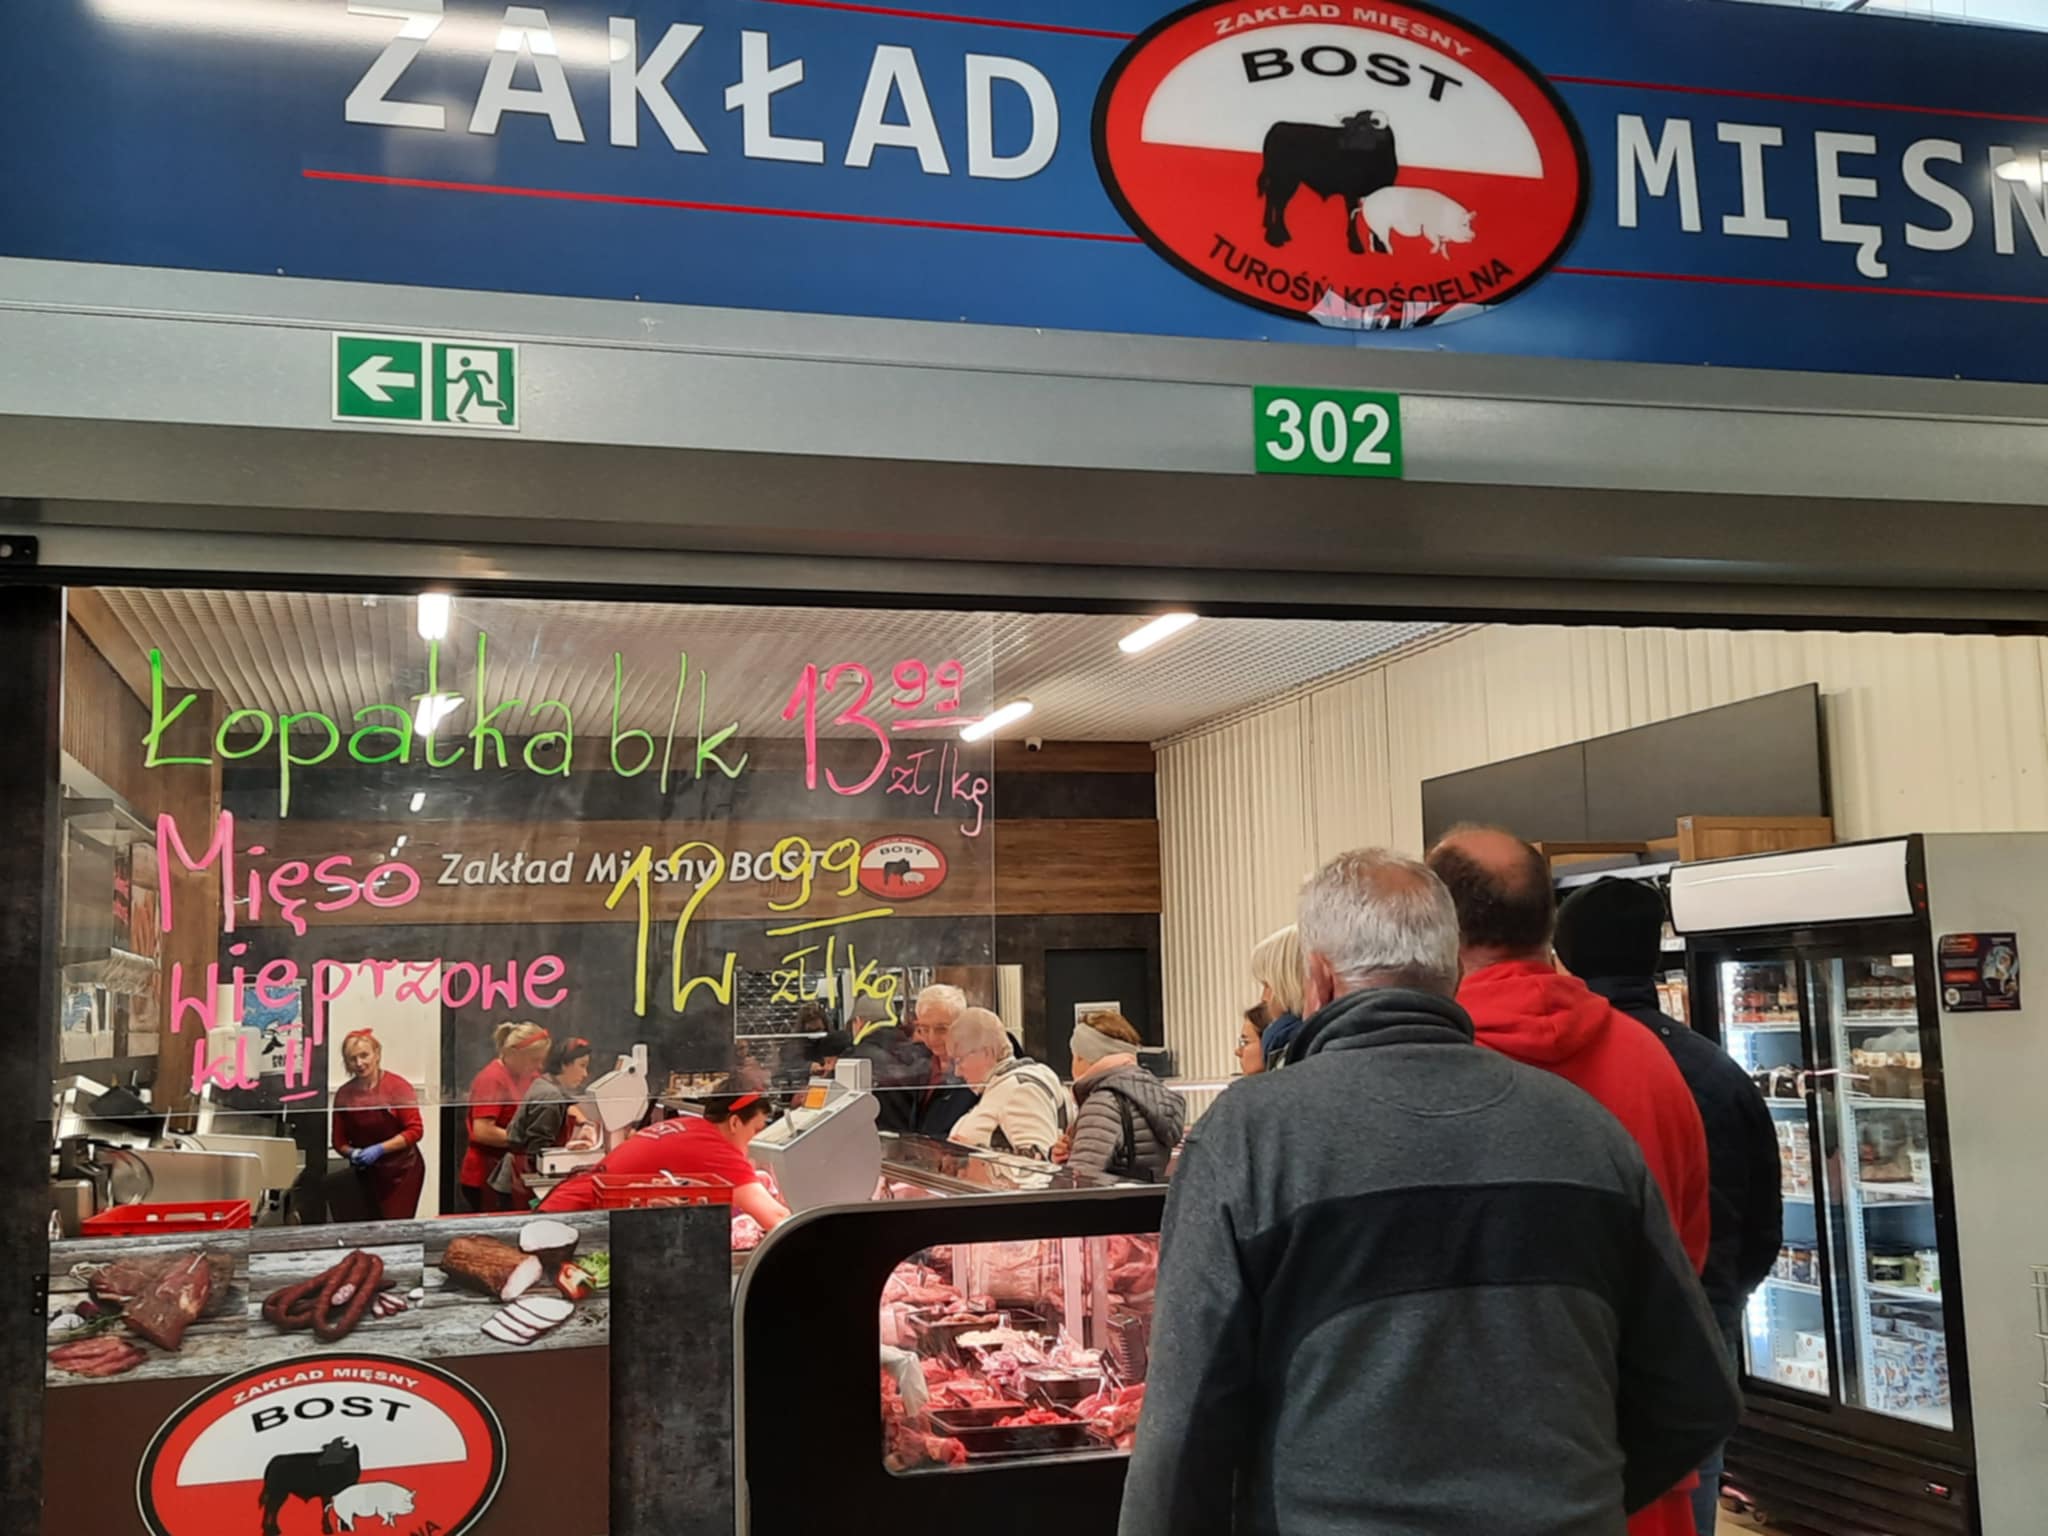 ZAKŁAD
ZAKŁAD MIĘSNY
BOST
TUROŚŃ KOŚCIELNA
MIĘSN
302
Łopatka b/k 13 99 zł/kg
Mięso
wieprzowe 12 99 zł/kg
kl II
Zakład Mięsny BOST
BOST
ZAKŁAD MIĘSNY
BOST